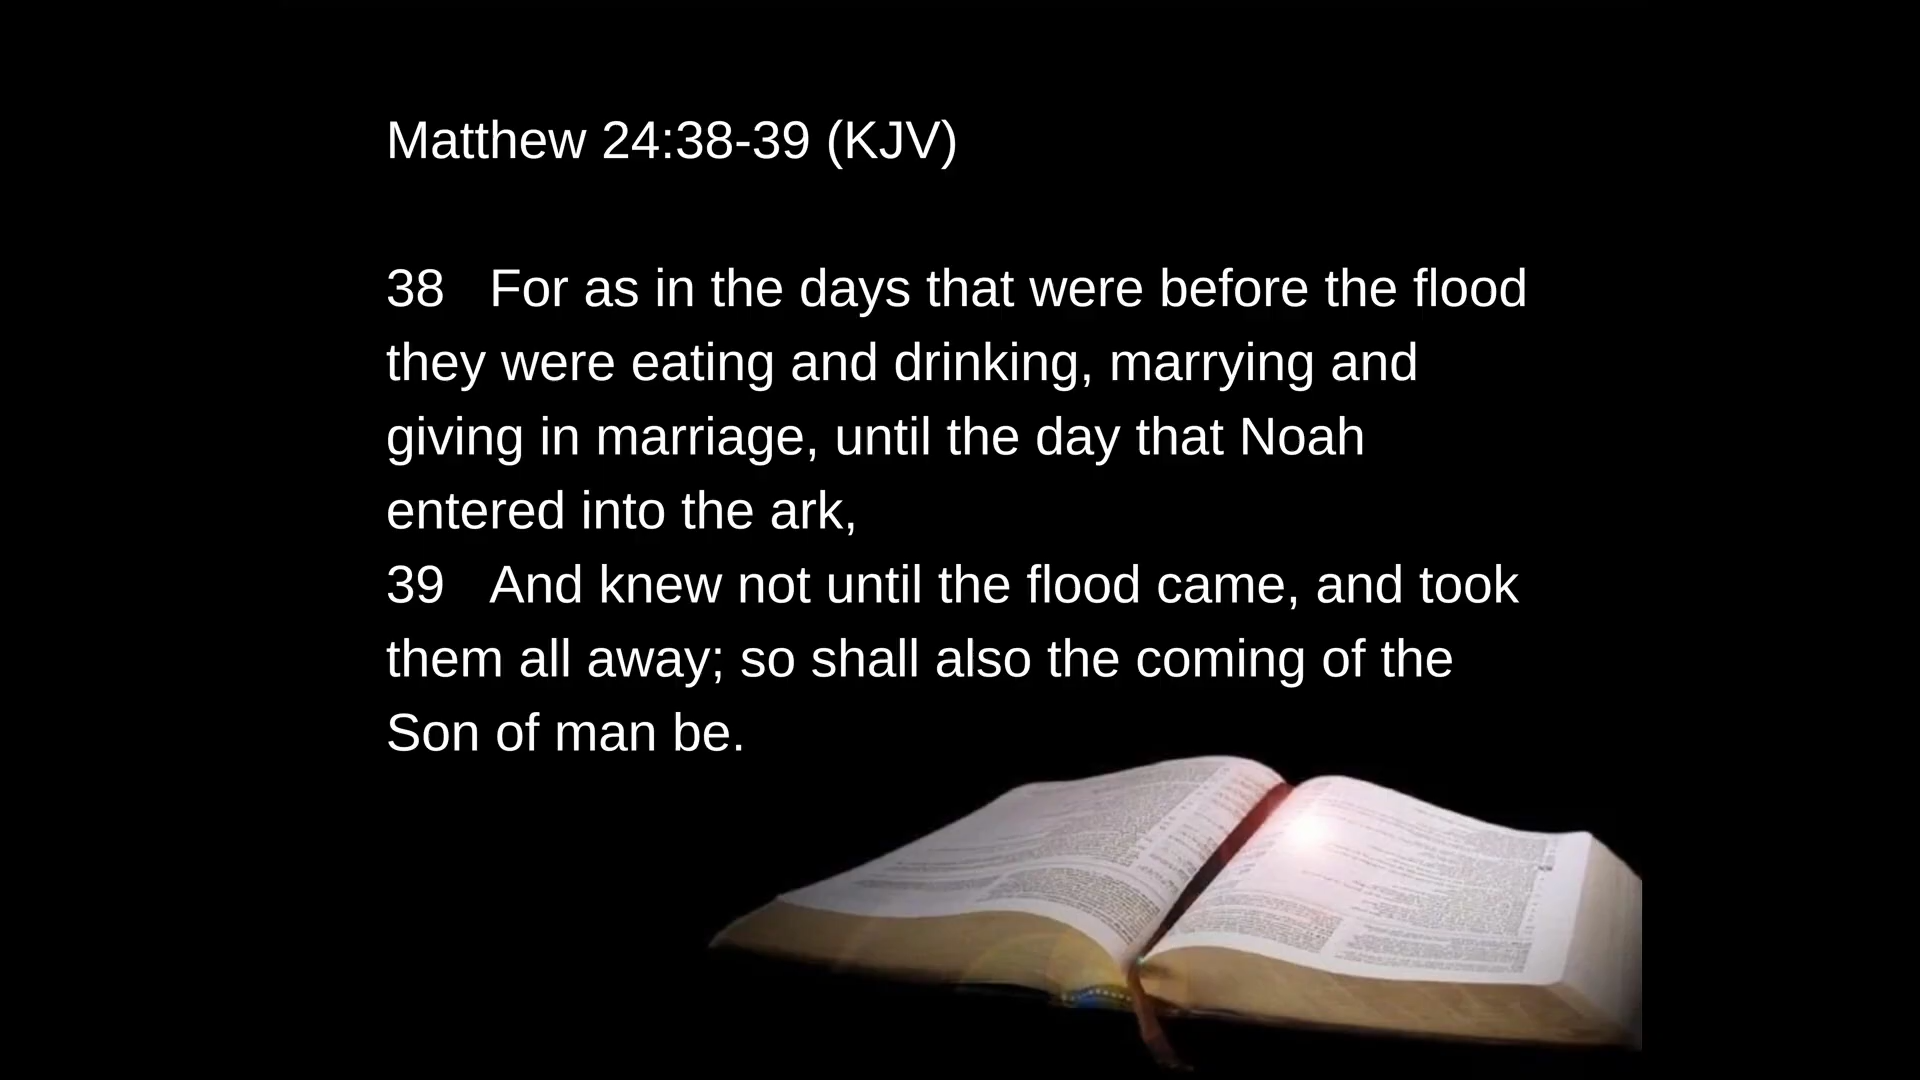 Matthew 24:38-39 (KJV)
38 For as in the days that were before the flood
they were eating and drinking, marrying and
giving in marriage, until the day that Noah
entered into the ark,
39 And knew not until the flood came, and took
them all away; so shall also the coming of the
Son of man be.